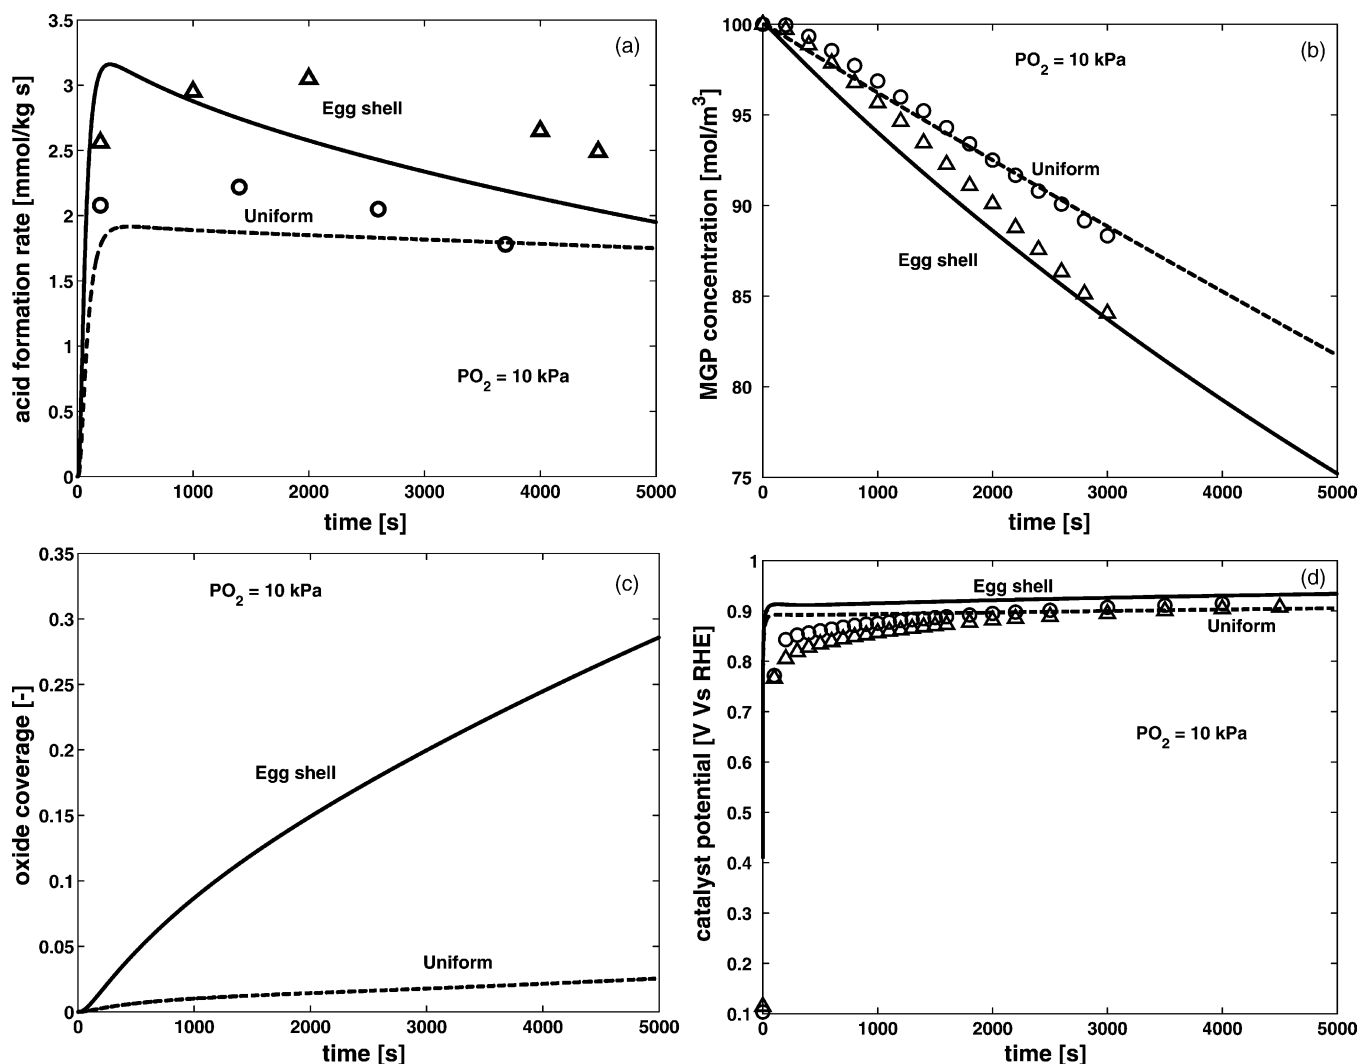 (a)
3.5
3
2.5
2
1.5
1
0.5
0
acid formation rate [mmol/kg s]
Egg shell
Uniform
PO2 = 10 kPa
0 1000 2000 3000 4000 5000
time [s]
(b)
100
95
90
85
80
75
MGP concentration [mol/m3]
PO2 = 10 kPa
Uniform
Egg shell
0 1000 2000 3000 4000 5000
time [s]
(c)
0.35
0.3
0.25
0.2
0.15
0.1
0.05
0
oxide coverage [-]
PO2 = 10 kPa
Egg shell
Uniform
0 1000 2000 3000 4000 5000
time [s]
(d)
1
0.9
0.8
0.7
0.6
0.5
0.4
0.3
0.2
0.1
catalyst potential [V Vs RHE]
Egg shell
Uniform
PO2 = 10 kPa
0 1000 2000 3000 4000 5000
time [s]